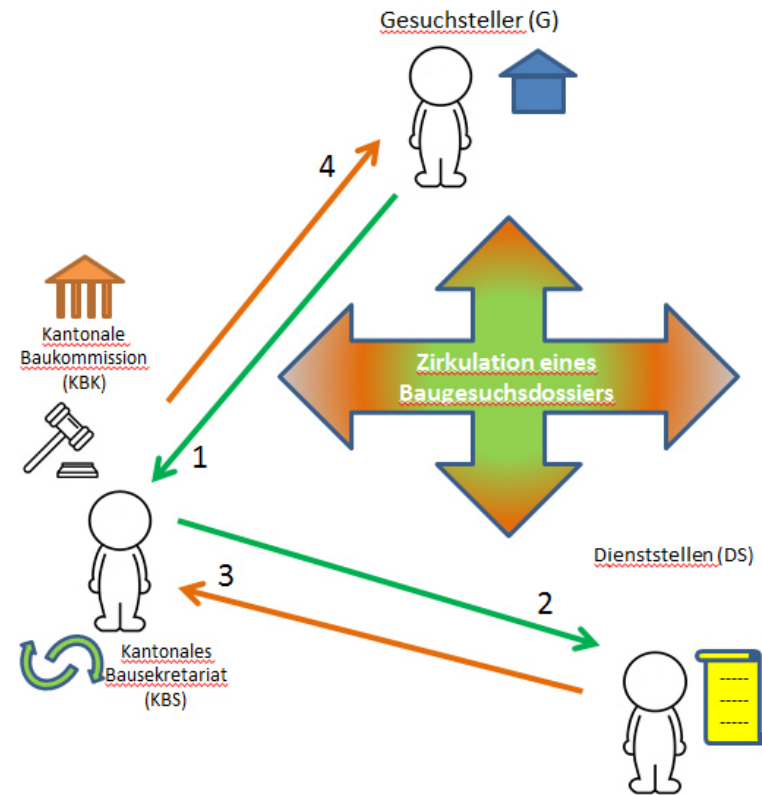 Gesuchsteller (G)
4
Kantonale
Baukommission
(KBK)
Zirkulation eines
Baugesuchsdossiers
1
Dienststellen (DS)
3
2
Kantonales
Bausekretariat
(KBS)